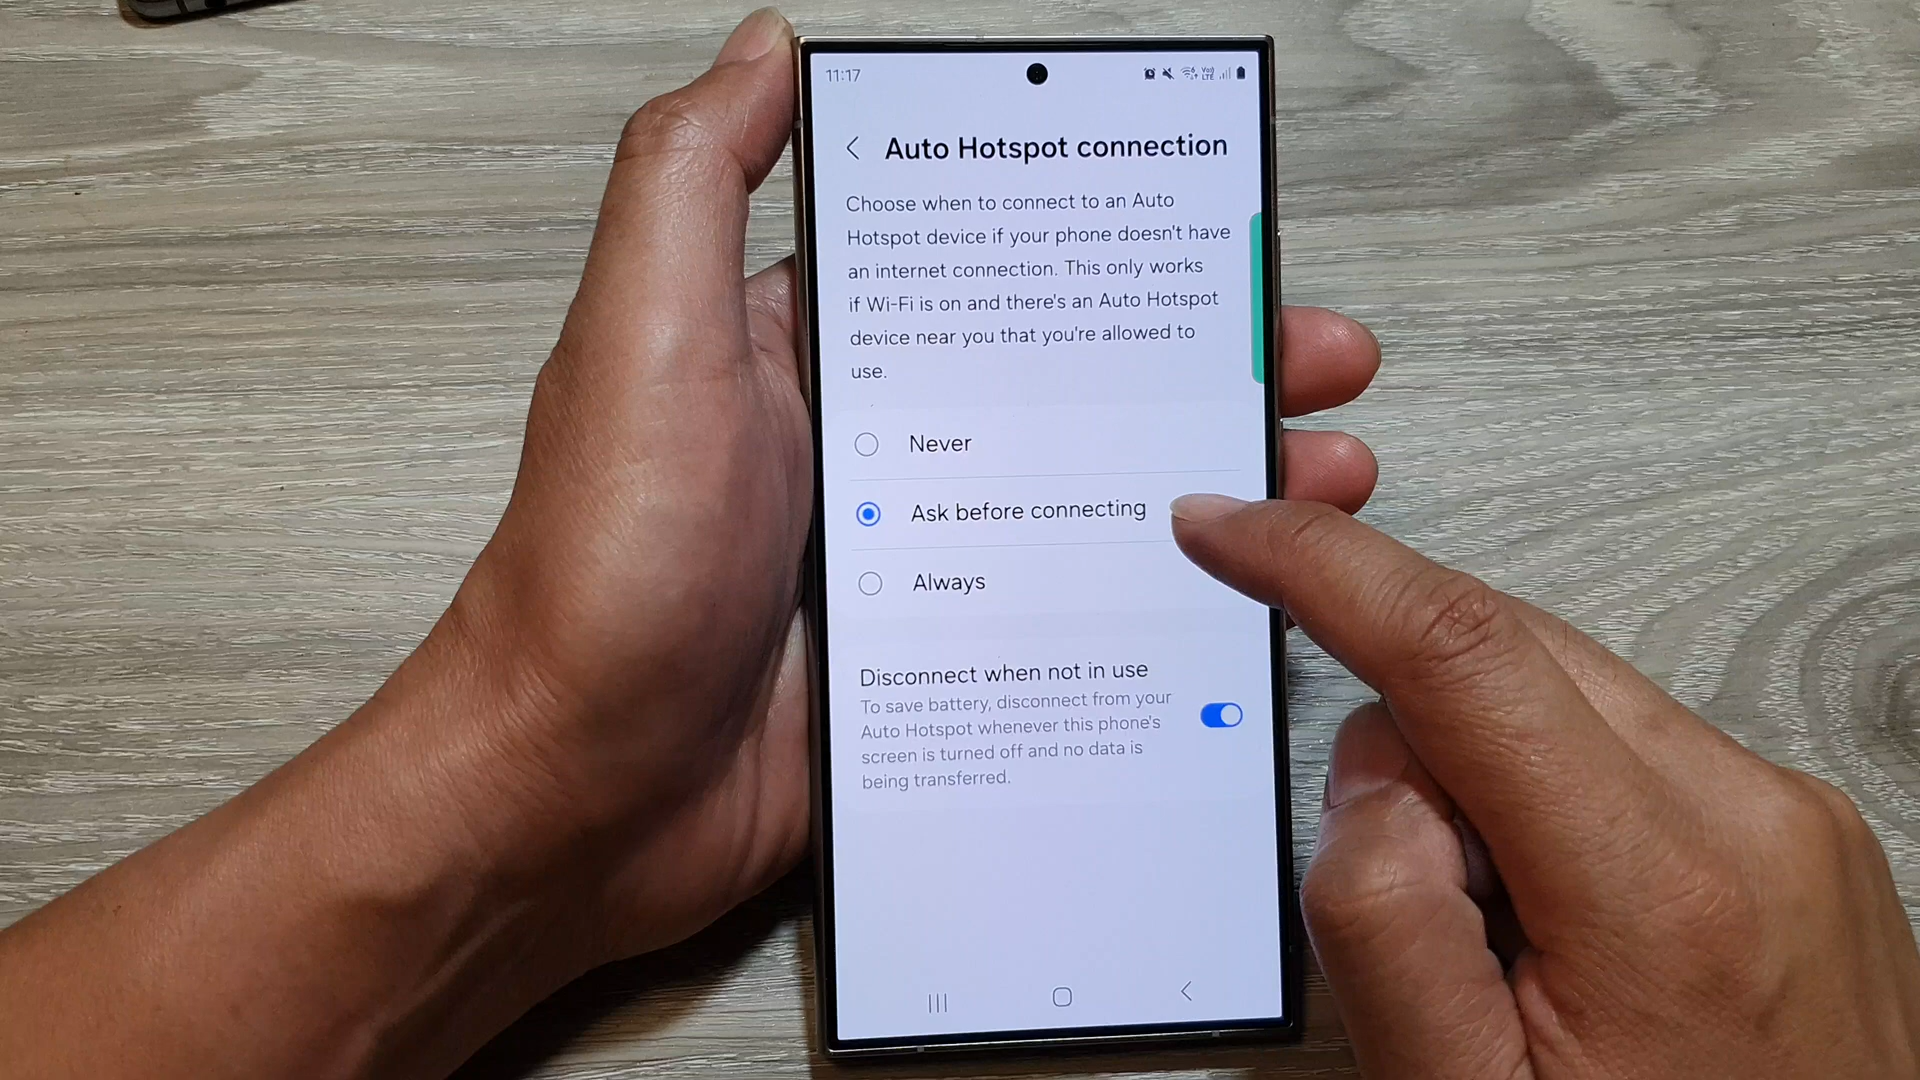 11:17
Vo))
LTE
Auto Hotspot connection
Choose when to connect to an Auto
Hotspot device if your phone doesn't have
an internet connection. This only works
if Wi-Fi is on and there's an Auto Hotspot
device near you that you're allowed to
use.
Never
Ask before connecting
Always
Disconnect when not in use
To save battery, disconnect from your
Auto Hotspot whenever this phone's
screen is turned off and no data is
being transferred.